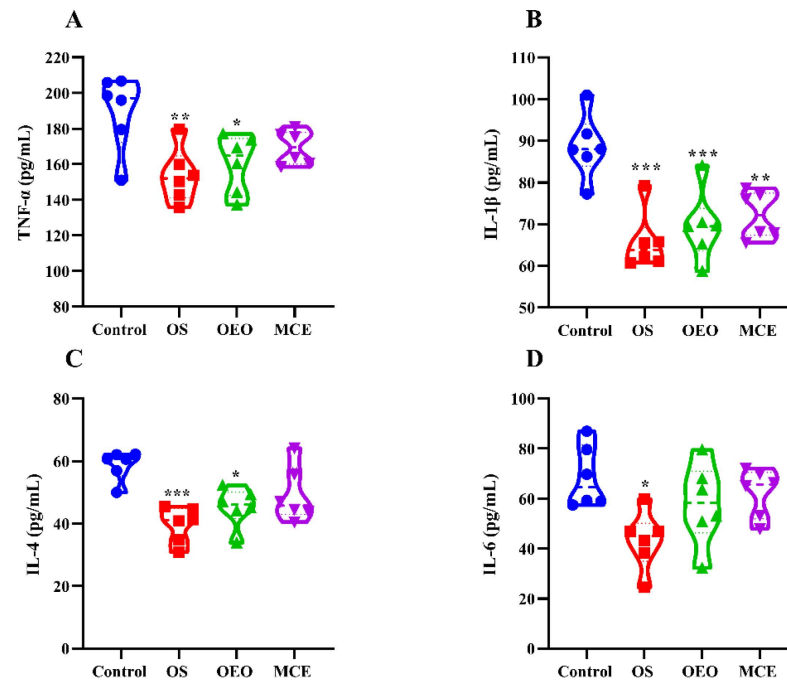 A
TNF-α (pg/mL)
220
200
180
160
140
120
100
80
**
*
Control OS OEO MCE
B
IL-1β (pg/mL)
110
100
90
80
70
60
50
***
***
**
Control OS OEO MCE
C
IL-4 (pg/mL)
80
60
40
20
0
***
*
Control OS OEO MCE
D
IL-6 (pg/mL)
100
80
60
40
20
0
*
Control OS OEO MCE